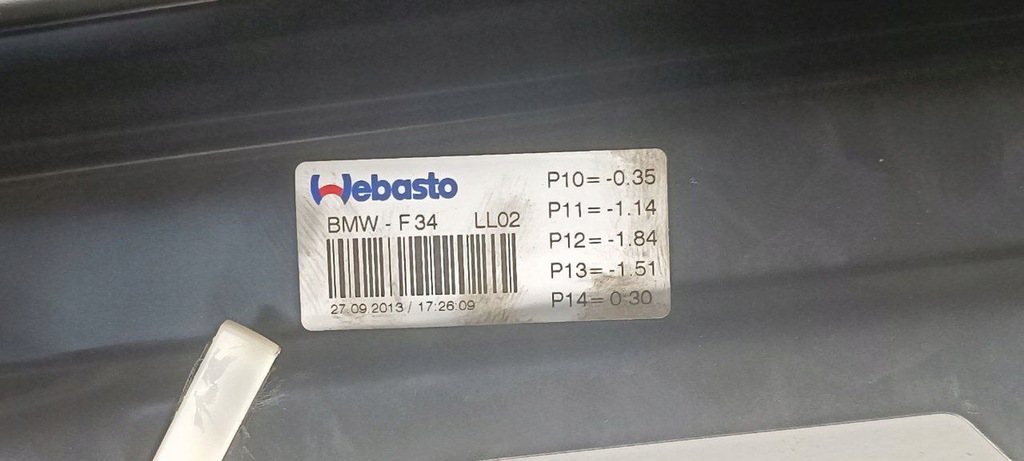 Webasto
BMW - F34 LL02
27.09.2013 / 17:26:09
P10= -0.35
P11= -1.14
P12= -1.84
P13= -1.51
P14= 0.30